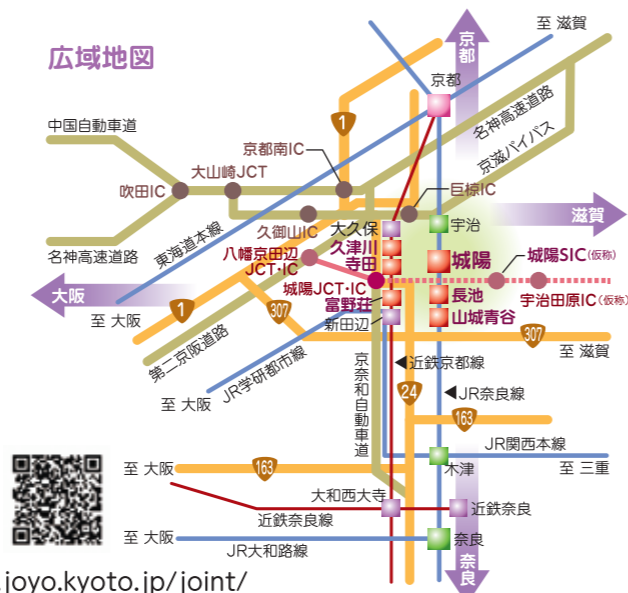 広域地図
京都
至 滋賀
京都
名神高速道路
京滋バイパス
1
中国自動車道
京都南IC
大山崎JCT
吹田IC
巨椋IC
久御山IC
大久保
宇治
滋賀
名神高速道路
東海道本線
八幡京田辺
JCT・IC
久津川
寺田
城陽
城陽SIC(仮称)
大阪
城陽JCT・IC
富野荘
長池
宇治田原IC(仮称)
至 大阪
1
307
新田辺
山城青谷
第二京阪道路
307
至 滋賀
JR学研都市線
至 大阪
京奈和自動車道
◀近鉄京都線
24
◀JR奈良線
163
JR関西本線
至 大阪
163
木津
至 三重
大和西大寺
近鉄奈良線
近鉄奈良
至 大阪
JR大和路線
奈良
奈良
.joyo.kyoto.jp/joint/